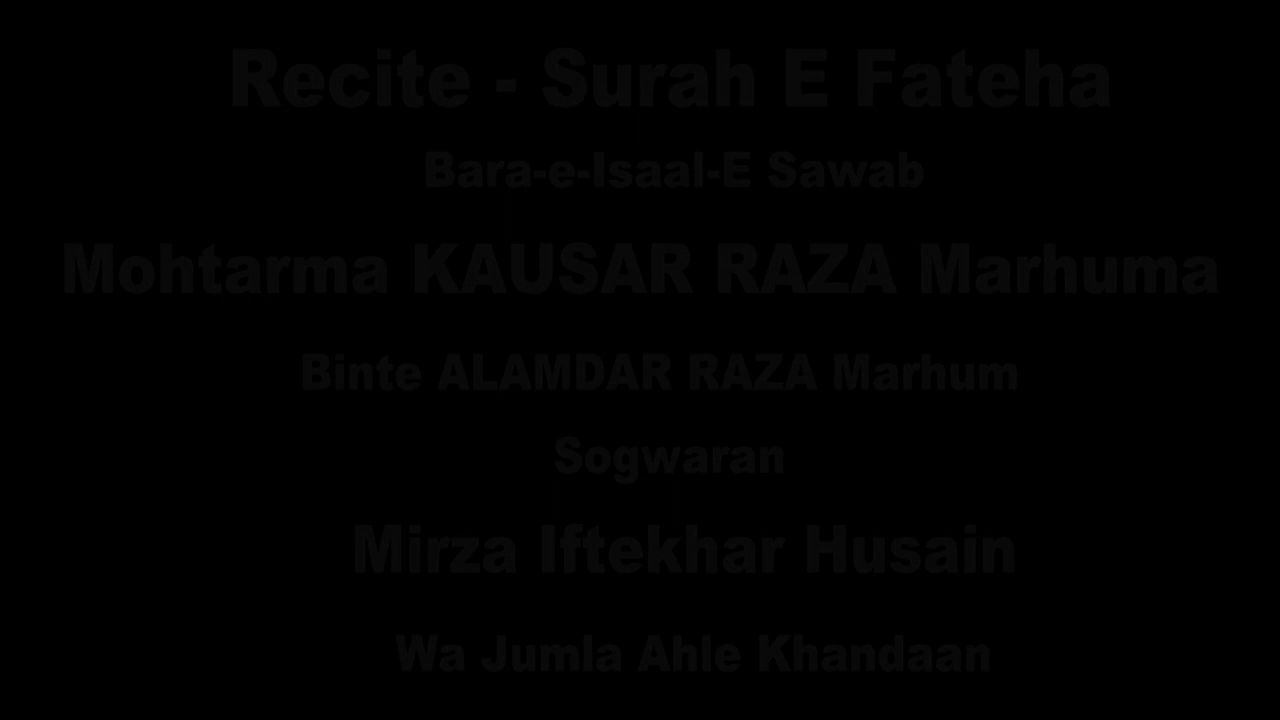 Recite - Surah E Fateha
Bara-e-Isaal-E Sawab
Mohtarma KAUSAR RAZA Marhuma
Binte ALAMDAR RAZA Marhum
Sogwaran
Mirza Iftekhar Husain
Wa Jumla Ahle Khandaan